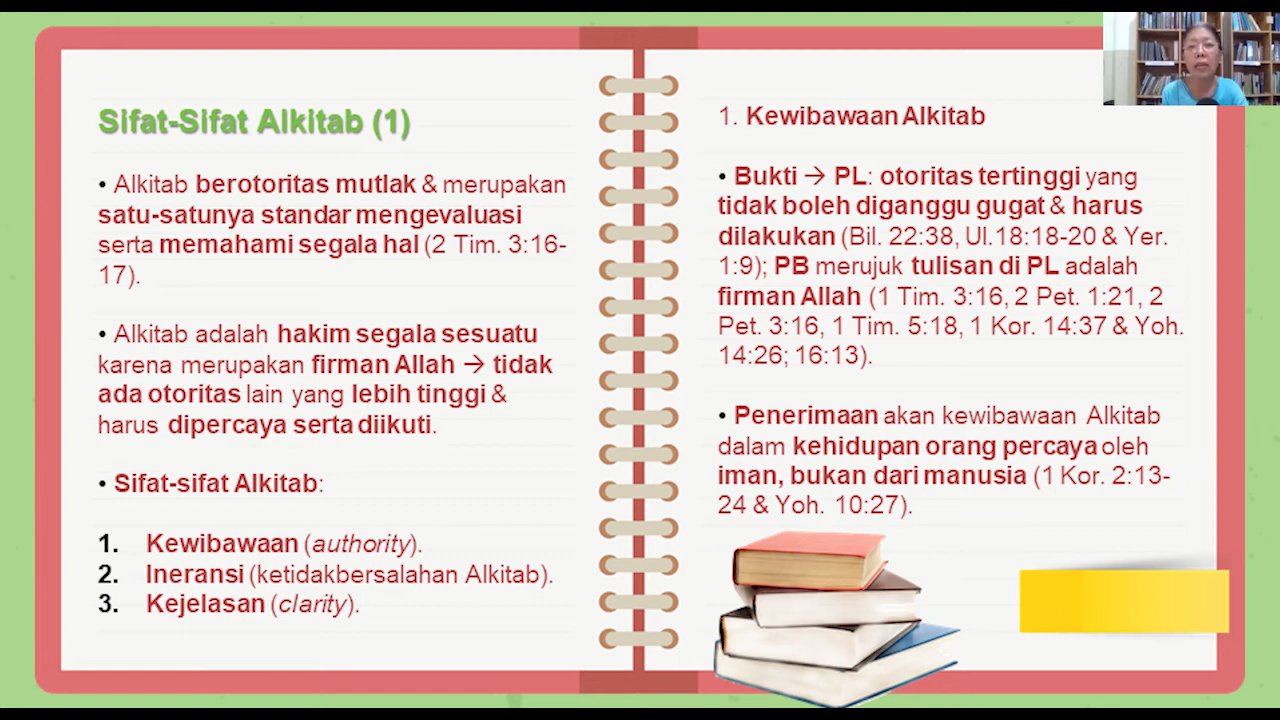 Sifat-Sifat Alkitab (1)
• Alkitab berotoritas mutlak & merupakan
satu-satunya standar mengevaluasi
serta memahami segala hal (2 Tim. 3:16-
17).
• Alkitab adalah hakim segala sesuatu
karena merupakan firman Allah → tidak
ada otoritas lain yang lebih tinggi &
harus dipercaya serta diikuti.
• Sifat-sifat Alkitab:
1. Kewibawaan (authority).
2. Ineransi (ketidakbersalahan Alkitab).
3. Kejelasan (clarity).
1. Kewibawaan Alkitab
• Bukti → PL: otoritas tertinggi yang
tidak boleh diganggu gugat & harus
dilakukan (Bil. 22:38, Ul.18:18-20 & Yer.
1:9); PB merujuk tulisan di PL adalah
firman Allah (1 Tim. 3:16, 2 Pet. 1:21, 2
Pet. 3:16, 1 Tim. 5:18, 1 Kor. 14:37 & Yoh.
14:26; 16:13).
• Penerimaan akan kewibawaan Alkitab
dalam kehidupan orang percaya oleh
iman, bukan dari manusia (1 Kor. 2:13-
24 & Yoh. 10:27).